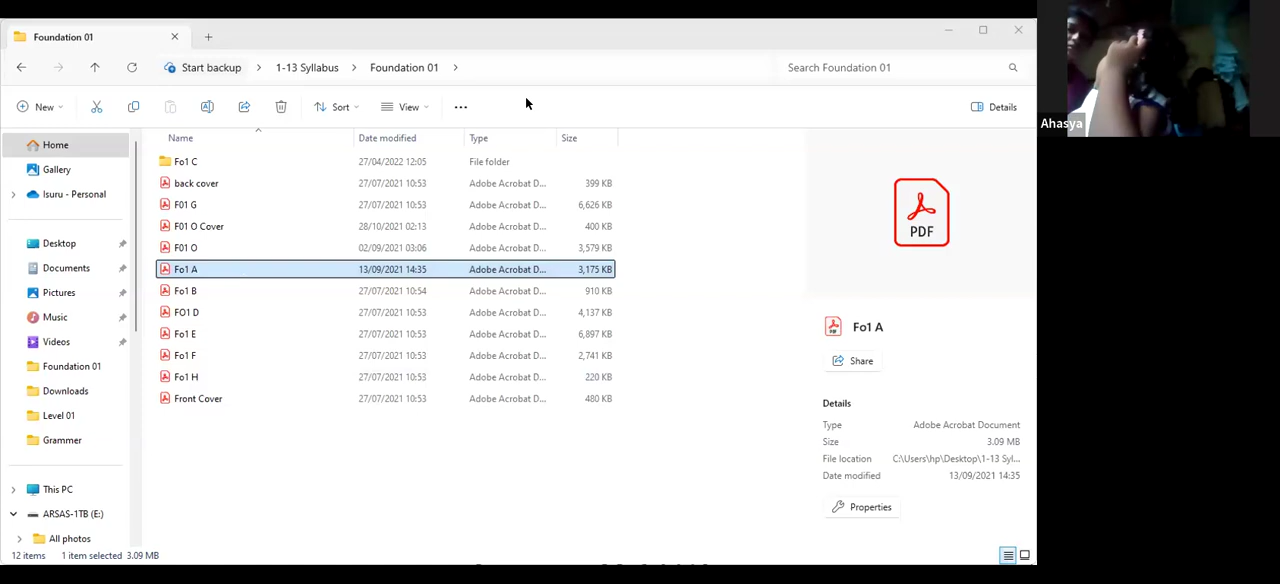 Foundation 01
Start backup > 1-13 Syllabus > Foundation 01 >
Search Foundation 01
New
Sort
View
Details
Home
Gallery
Isuru - Personal
Desktop
Documents
Pictures
Music
Videos
Foundation 01
Downloads
Level 01
Grammer
This PC
ARSAS-1TB (E:)
All photos
Name Date modified Type Size
Fo1 C 27/04/2022 12:05 File folder
back cover 27/07/2021 10:53 Adobe Acrobat D... 399 KB
F01 G 27/07/2021 10:53 Adobe Acrobat D... 6,626 KB
F01 O Cover 28/10/2021 02:13 Adobe Acrobat D... 400 KB
F01 O 02/09/2021 03:06 Adobe Acrobat D... 3,579 KB
Fo1 A 13/09/2021 14:35 Adobe Acrobat D... 3,175 KB
Fo1 B 27/07/2021 10:54 Adobe Acrobat D... 910 KB
FO1 D 27/07/2021 10:53 Adobe Acrobat D... 4,137 KB
Fo1 E 27/07/2021 10:53 Adobe Acrobat D... 6,897 KB
Fo1 F 27/07/2021 10:53 Adobe Acrobat D... 2,741 KB
Fo1 H 27/07/2021 10:53 Adobe Acrobat D... 220 KB
Front Cover 27/07/2021 10:53 Adobe Acrobat D... 480 KB
PDF
Fo1 A
Share
Details
Type Adobe Acrobat Document
Size 3.09 MB
File location C:\Users\hp\Desktop\1-13 Syl...
Date modified 13/09/2021 14:35
Properties
12 items 1 item selected 3.09 MB
Ahasya